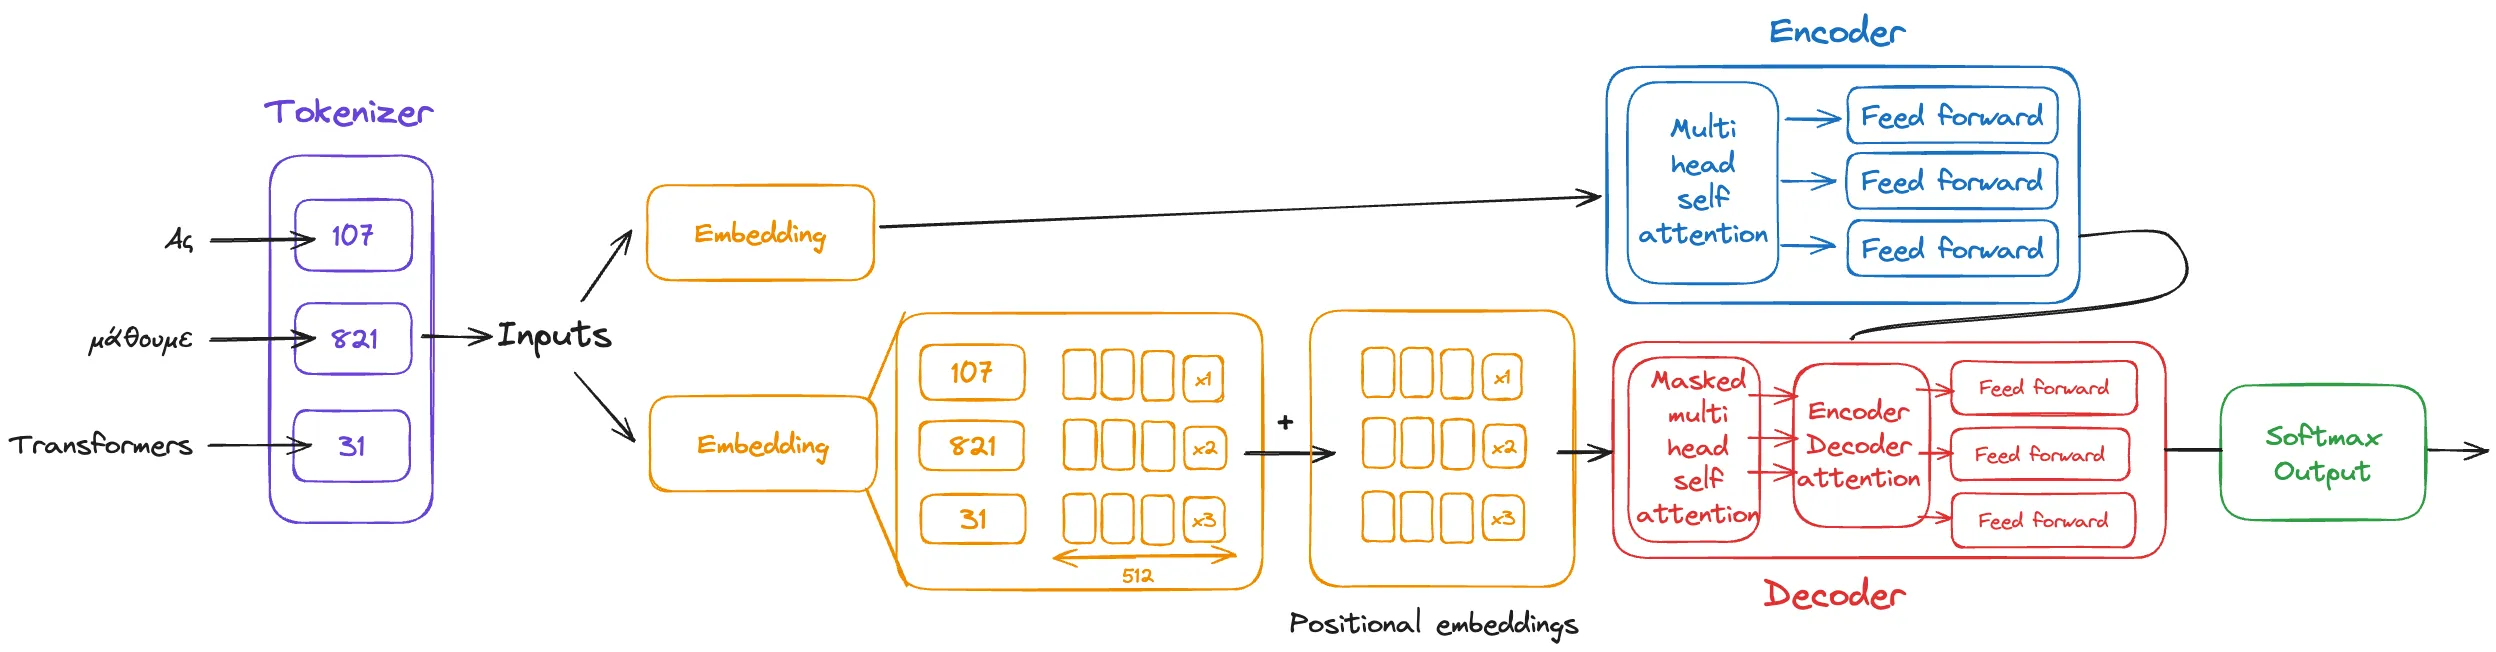 Tokenizer
Ας
107
μάθουμε
821
Transformers
31
Inputs
Embedding
Embedding
107
x1
821
x2
31
x3
512
+
x1
x2
x3
Positional embeddings
Encoder
Multi
head
self
attention
Feed forward
Feed forward
Feed forward
Masked
multi
head
self
attention
Encoder
Decoder
attention
Feed forward
Feed forward
Feed forward
Decoder
Softmax
Output